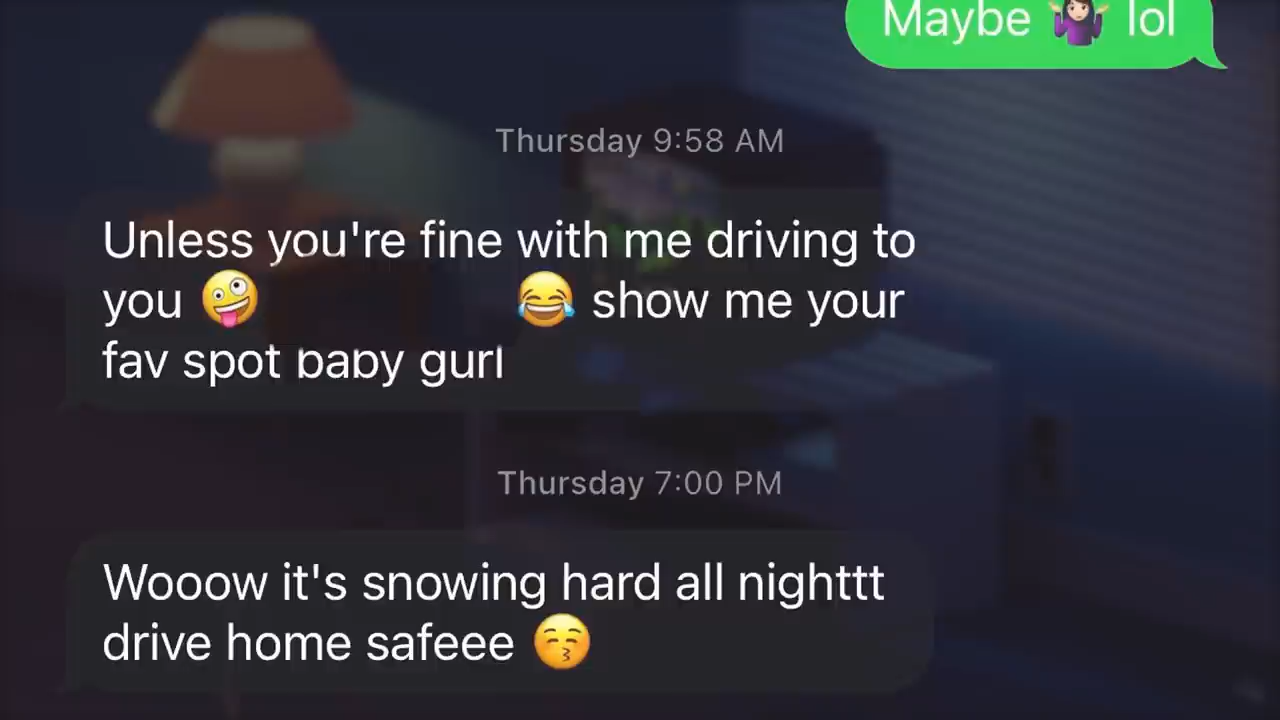 Maybe 🤷🏻‍♀️ lol
Thursday 9:58 AM
Unless you're fine with me driving to
you 🤪 😂 show me your
fav spot baby gurl
Thursday 7:00 PM
Wooow it's snowing hard all nighttt
drive home safeee 😚